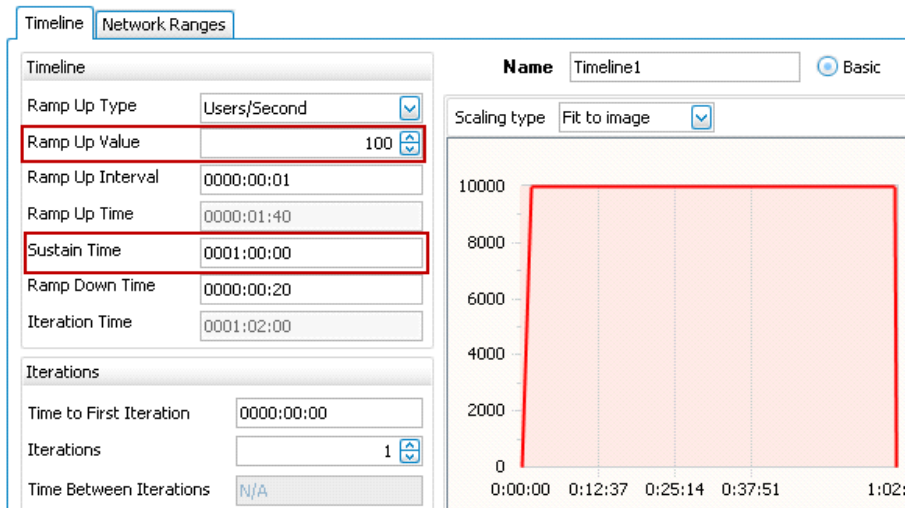 Timeline Network Ranges
Timeline
Ramp Up Type Users/Second
Ramp Up Value 100
Ramp Up Interval 0000:00:01
Ramp Up Time 0000:01:40
Sustain Time 0001:00:00
Ramp Down Time 0000:00:20
Iteration Time 0001:02:00
Iterations
Time to First Iteration 0000:00:00
Iterations 1
Time Between Iterations N/A
Name Timeline1 Basic
Scaling type Fit to image
10000
8000
6000
4000
2000
0
0:00:00 0:12:37 0:25:14 0:37:51 1:02: